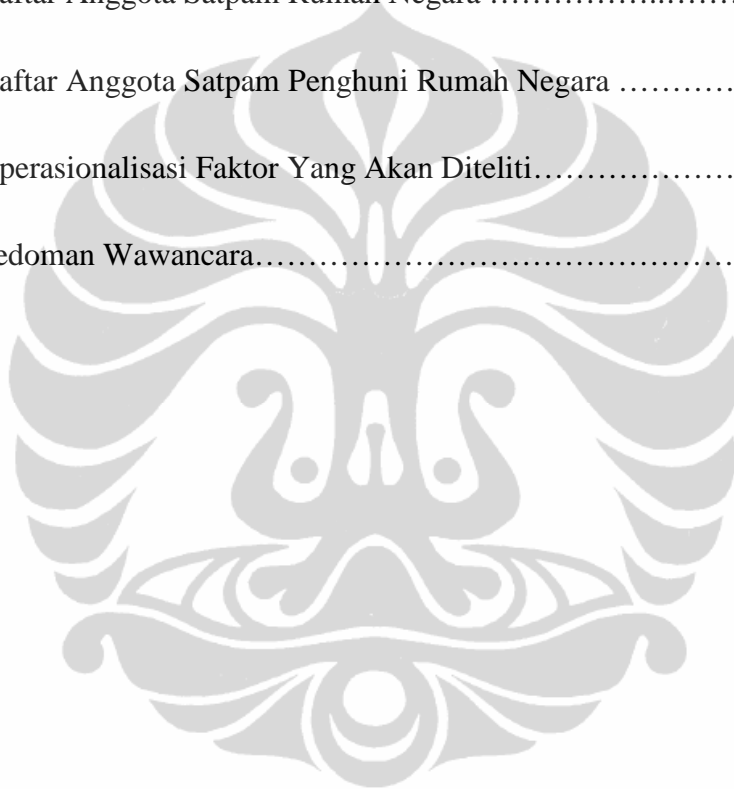 aftar Anggota Satpam Rumah Negara ……………..……
aftar Anggota Satpam Penghuni Rumah Negara …………
perasionalisasi Faktor Yang Akan Diteliti…………………
edoman Wawancara………………………………………